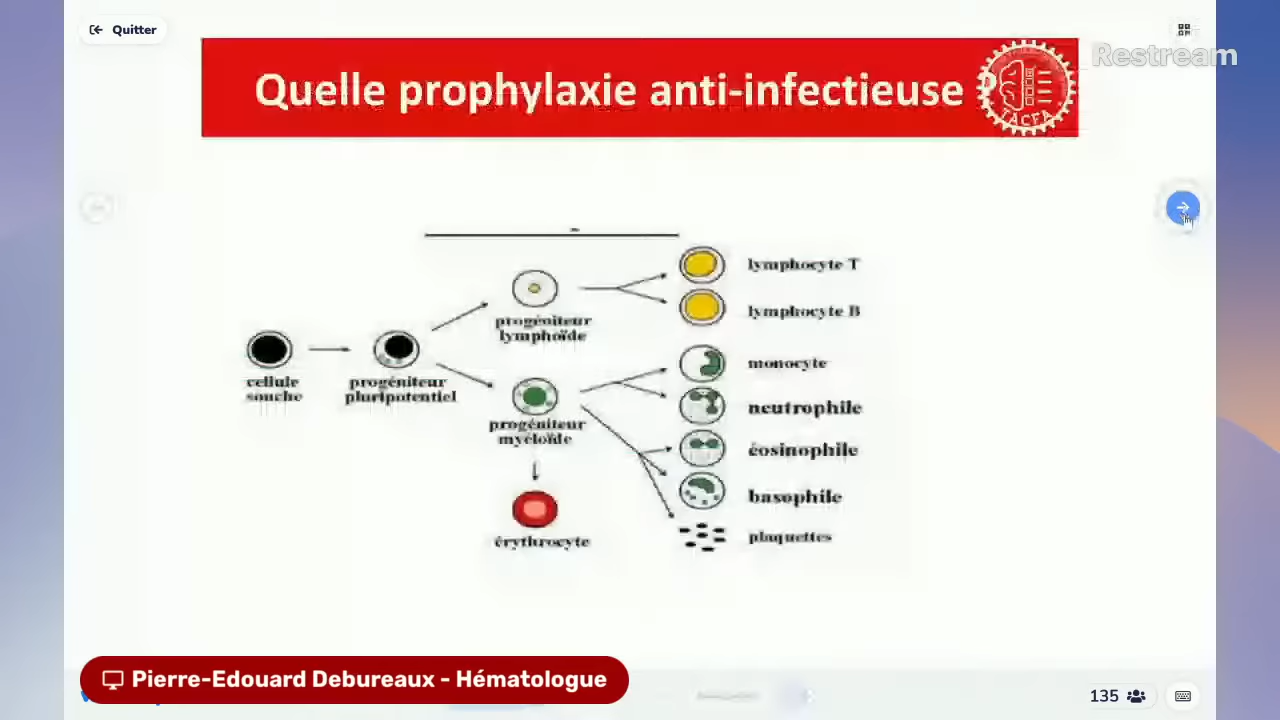 Quitter
Restream
Quelle prophylaxie anti-infectieuse ?
TACFA
lymphocyte T
lymphocyte B
progéniteur
lymphoïde
monocyte
cellule
souche
progéniteur
pluripotentiel
neutrophile
progéniteur
myéloïde
éosinophile
basophile
érythrocyte
plaquettes
Pierre-Edouard Debureaux - Hématologue
135